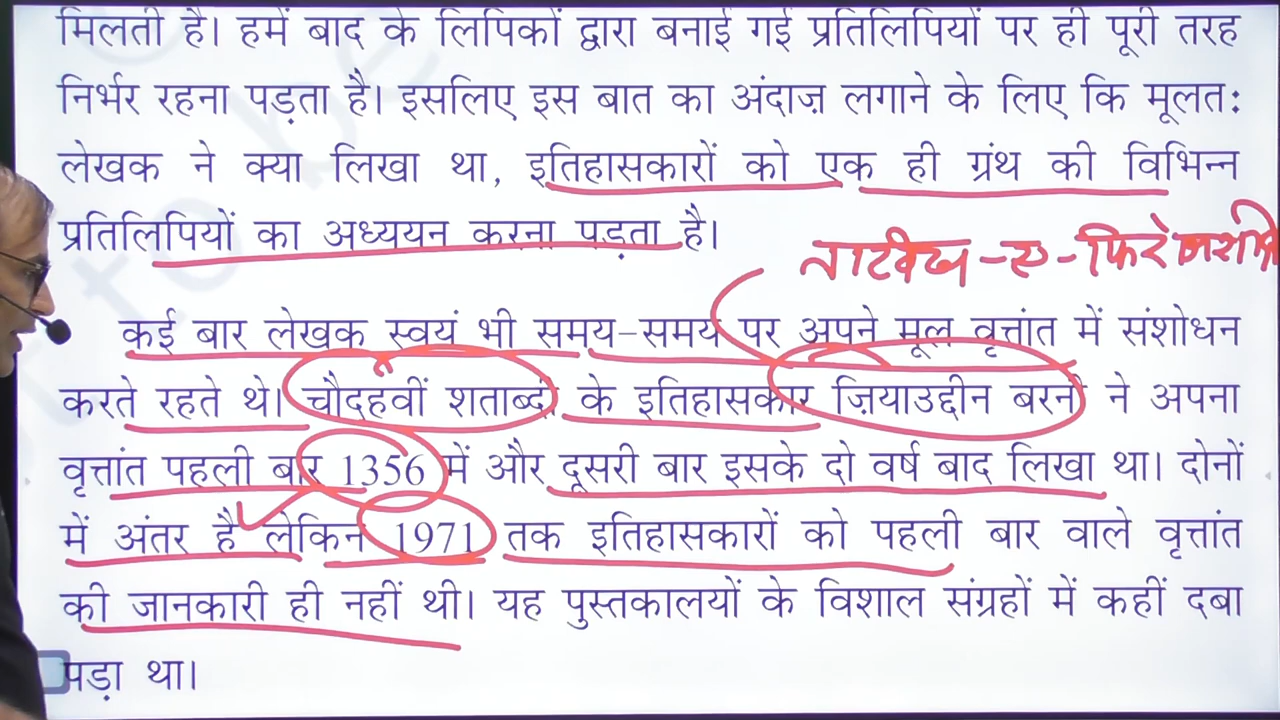 मिलती है। हमें बाद के लिपिकों द्वारा बनाई गई प्रतिलिपियों पर ही पूरी तरह
निर्भर रहना पड़ता है। इसलिए इस बात का अंदाज़ लगाने के लिए कि मूलत:
लेखक ने क्या लिखा था, इतिहासकारों को एक ही ग्रंथ की विभिन्न
प्रतिलिपियों का अध्ययन करना पड़ता है।
कई बार लेखक स्वयं भी समय-समय पर अपने मूल वृत्तांत में संशोधन
करते रहते थे। चौदहवीं शताब्दी के इतिहासकार ज़ियाउद्दीन बरनी ने अपना
वृत्तांत पहली बार 1356 में और दूसरी बार इसके दो वर्ष बाद लिखा था। दोनों
में अंतर है लेकिन 1971 तक इतिहासकारों को पहली बार वाले वृत्तांत
की जानकारी ही नहीं थी। यह पुस्तकालयों के विशाल संग्रहों में कहीं दबा
पड़ा था।